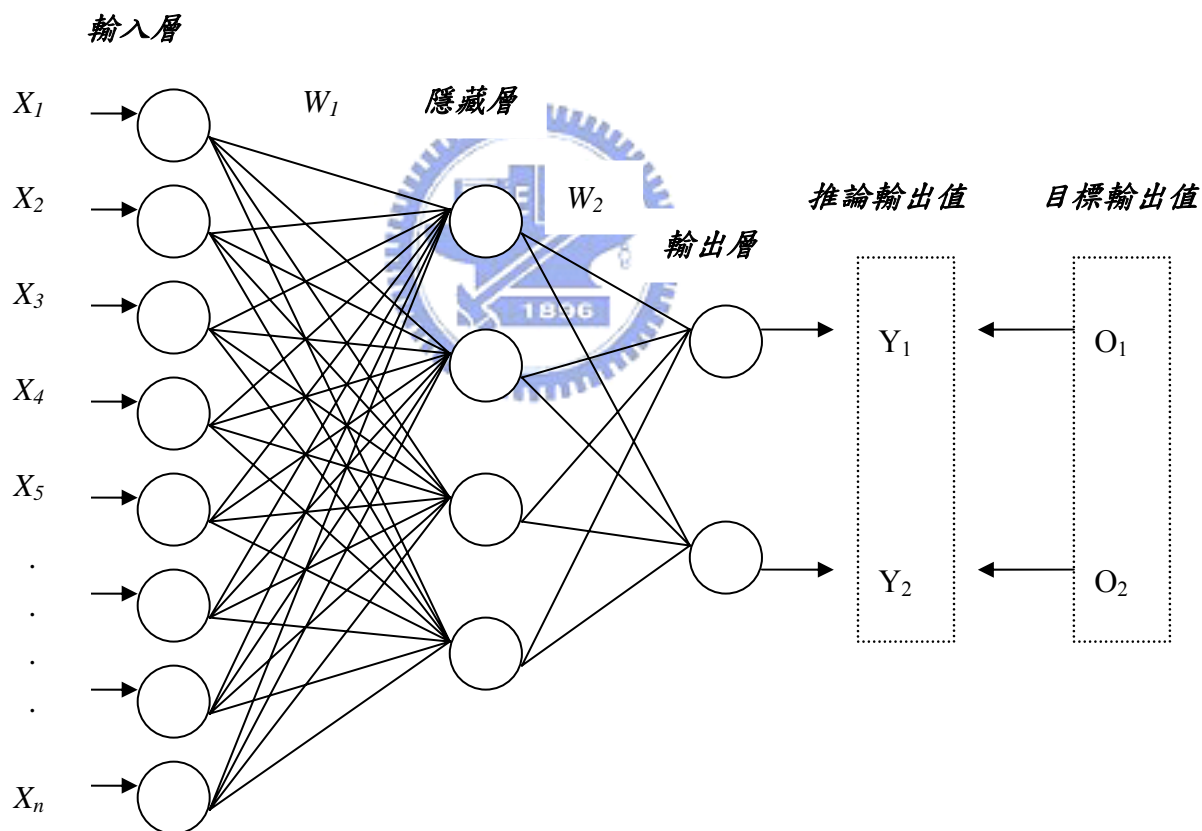 輸入層
X1
W1
隱藏層
X2
W2
推論輸出值
目標輸出值
輸出層
X3
1896
Y1
O1
X4
X5
.
Y2
O2
.
.
.
Xn